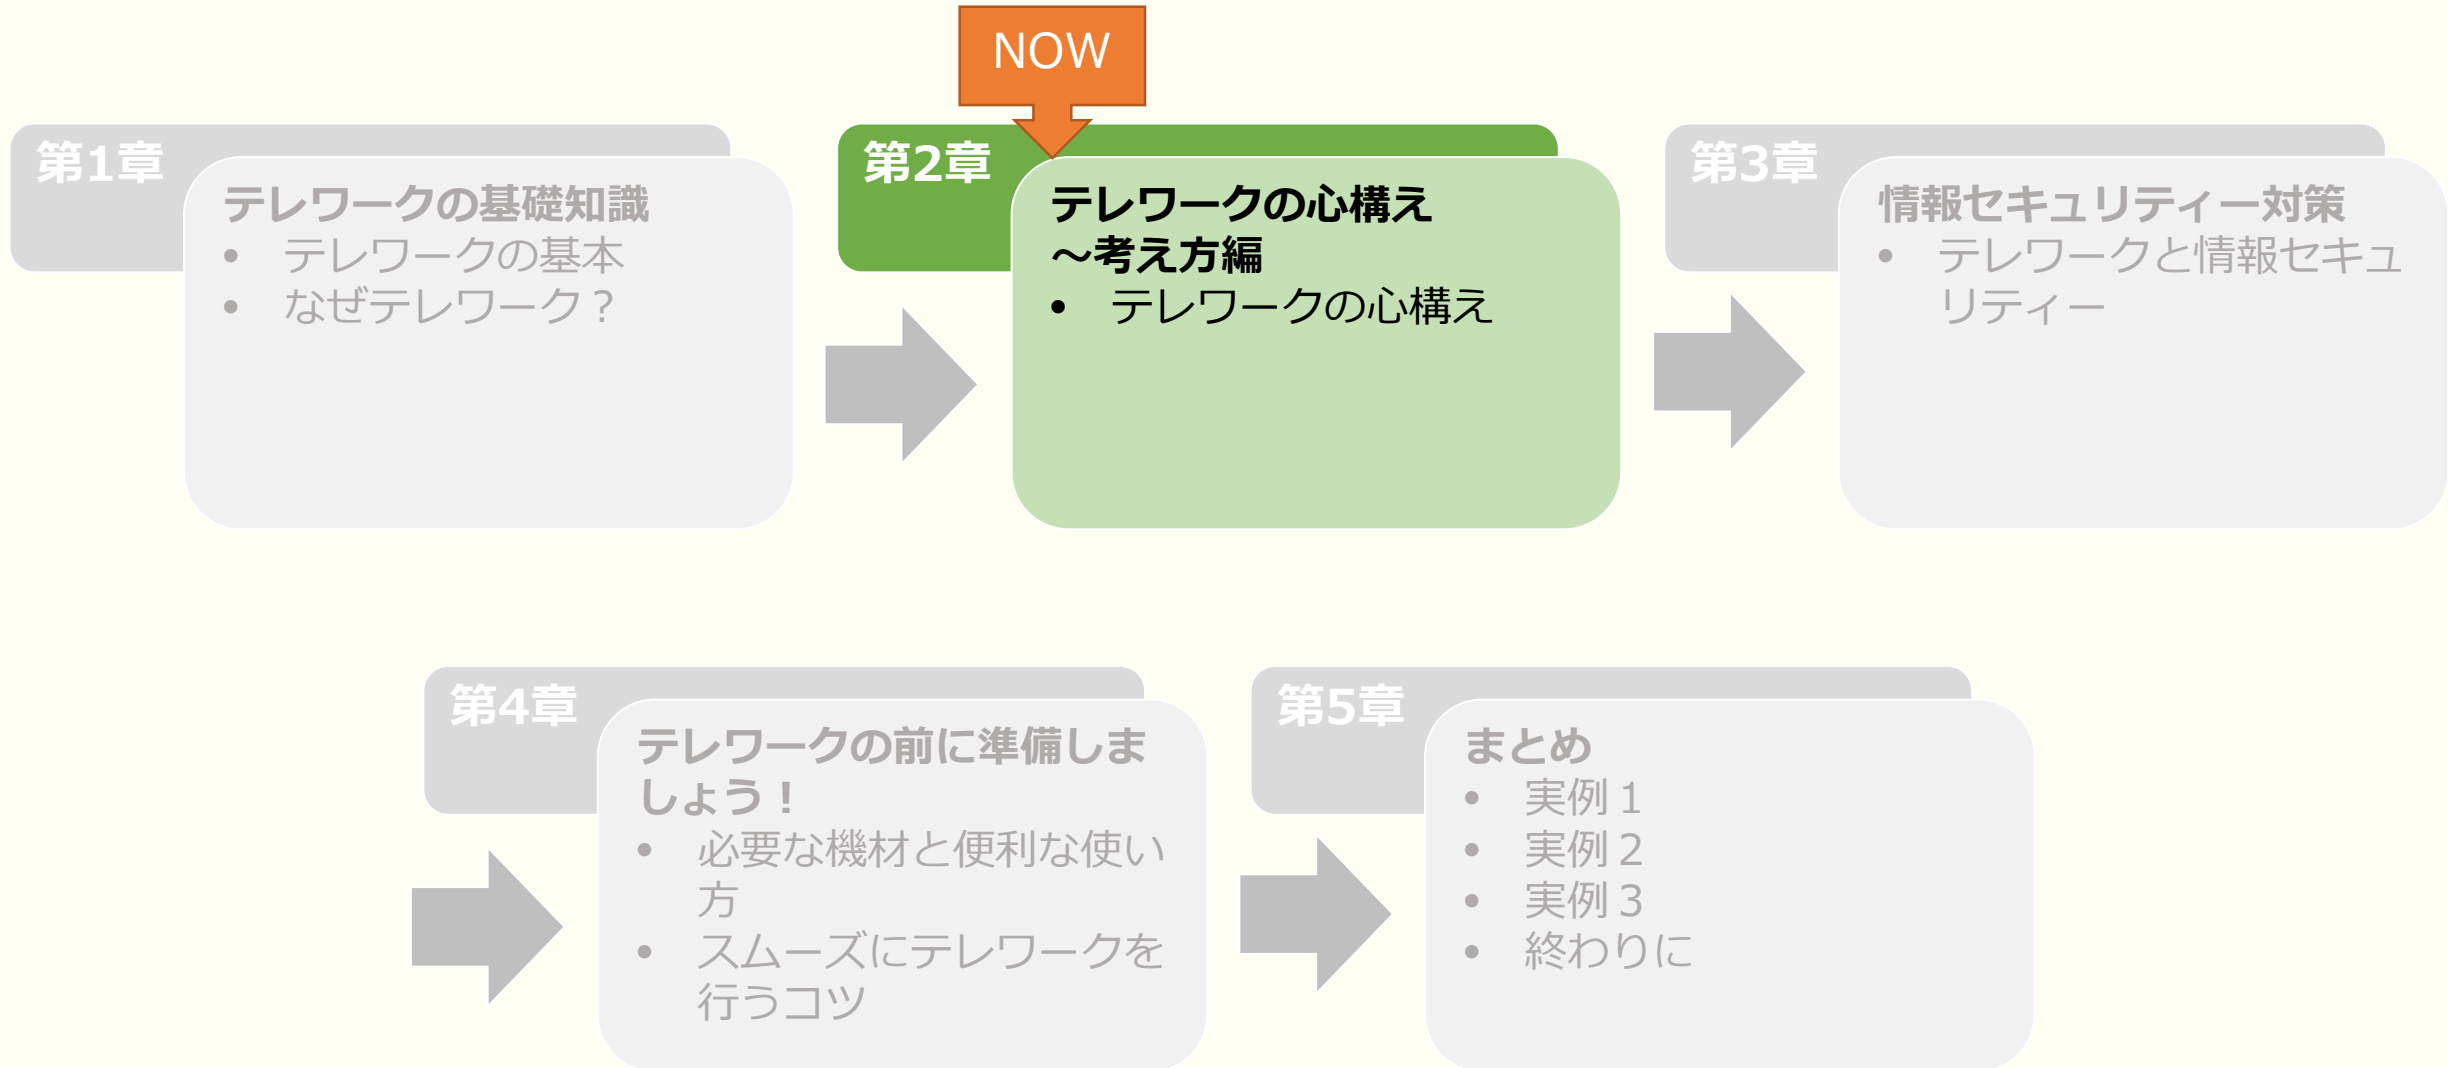 NOW
第1章
テレワークの基礎知識
• テレワークの基本
• なぜテレワーク？
第2章
テレワークの心構え
～考え方編
• テレワークの心構え
第3章
情報セキュリティー対策
• テレワークと情報セキュ
リティー
第4章
テレワークの前に準備しま
しょう！
• 必要な機材と便利な使い
方
• スムーズにテレワークを
行うコツ
第5章
まとめ
• 実例１
• 実例２
• 実例３
• 終わりに